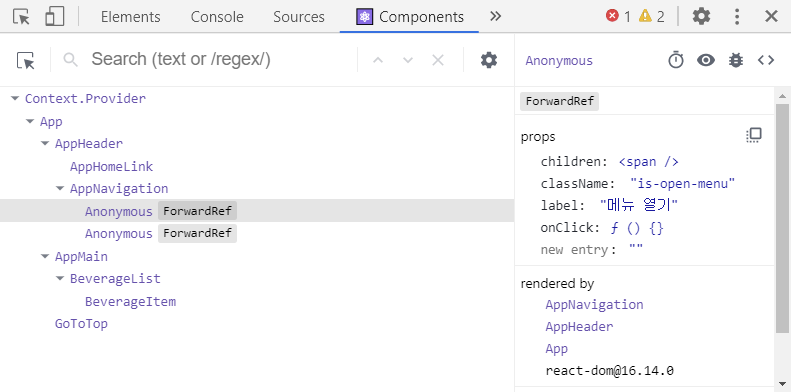 Elements Console Sources Components » 1 2
Search (text or /regex/)
Context.Provider
App
AppHeader
AppHomeLink
AppNavigation
Anonymous ForwardRef
Anonymous ForwardRef
AppMain
BeverageList
BeverageItem
GoToTop
Anonymous
ForwardRef
props
children: <span />
className: "is-open-menu"
label: "메뉴 열기"
onClick: ƒ () {}
new entry: ""
rendered by
AppNavigation
AppHeader
App
react-dom@16.14.0